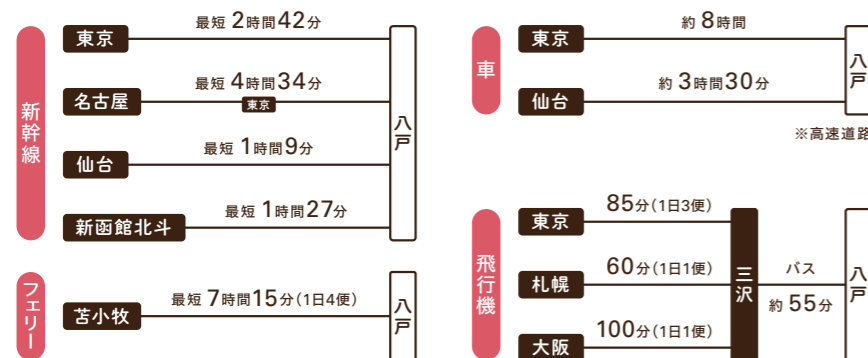 新幹線
東京
最短 2時間42分
名古屋
最短 4時間34分
東京
仙台
最短 1時間9分
新函館北斗
最短 1時間27分
八戸
フェリー
苫小牧
最短 7時間15分(1日4便)
八戸
車
東京
約 8時間
仙台
約 3時間30分
八戸
※高速道路
飛行機
東京
85分(1日3便)
札幌
60分(1日1便)
大阪
100分(1日1便)
三沢
バス
約 55分
八戸